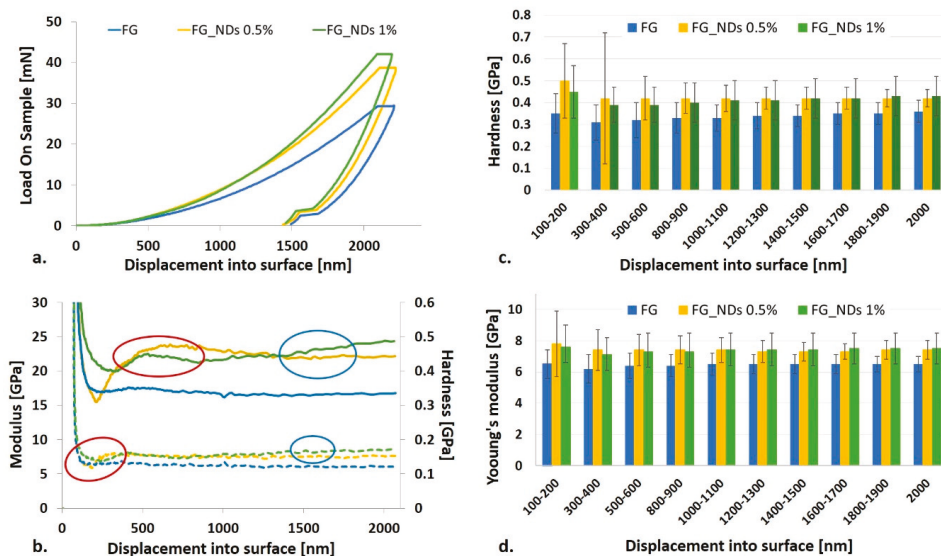 FG FG_NDs 0.5% FG_NDs 1%
50
40
30
20
10
0
Load On Sample [mN]
0 500 1000 1500 2000
a. Displacement into surface [nm]
FG FG_NDs 0.5% FG_NDs 1%
0.8
0.7
0.6
0.5
0.4
0.3
0.2
0.1
0
Hardness [GPa]
100-200 300-400 500-600 800-900 1000-1100 1200-1300 1400-1500 1600-1700 1800-1900 2000
c. Displacement into surface [nm]
30
25
20
15
10
5
0
Modulus [GPa]
0.6
0.5
0.4
0.3
0.2
0.1
0.0
Hardness [GPa]
0 500 1000 1500 2000
b. Displacement into surface [nm]
FG FG_NDs 0.5% FG_NDs 1%
10
8
6
4
2
0
Yooung's modulus [GPa]
100-200 300-400 500-600 800-900 1000-1100 1200-1300 1400-1500 1600-1700 1800-1900 2000
d. Displacement into surface [nm]